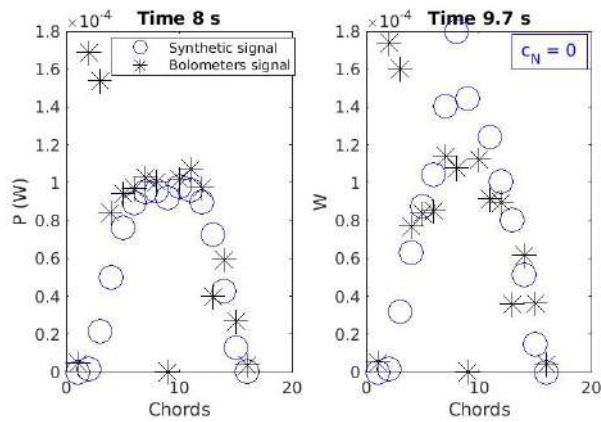 Time 8 s
×10⁻⁴
1.8
1.6
1.4
1.2
1
0.8
0.6
0.4
0.2
0
P (W)
Synthetic signal
Bolometers signal
0 10 20
Chords
Time 9.7 s
×10⁻⁴
1.8
1.6
1.4
1.2
1
0.8
0.6
0.4
0.2
0
W
c_N = 0
0 10 20
Chords